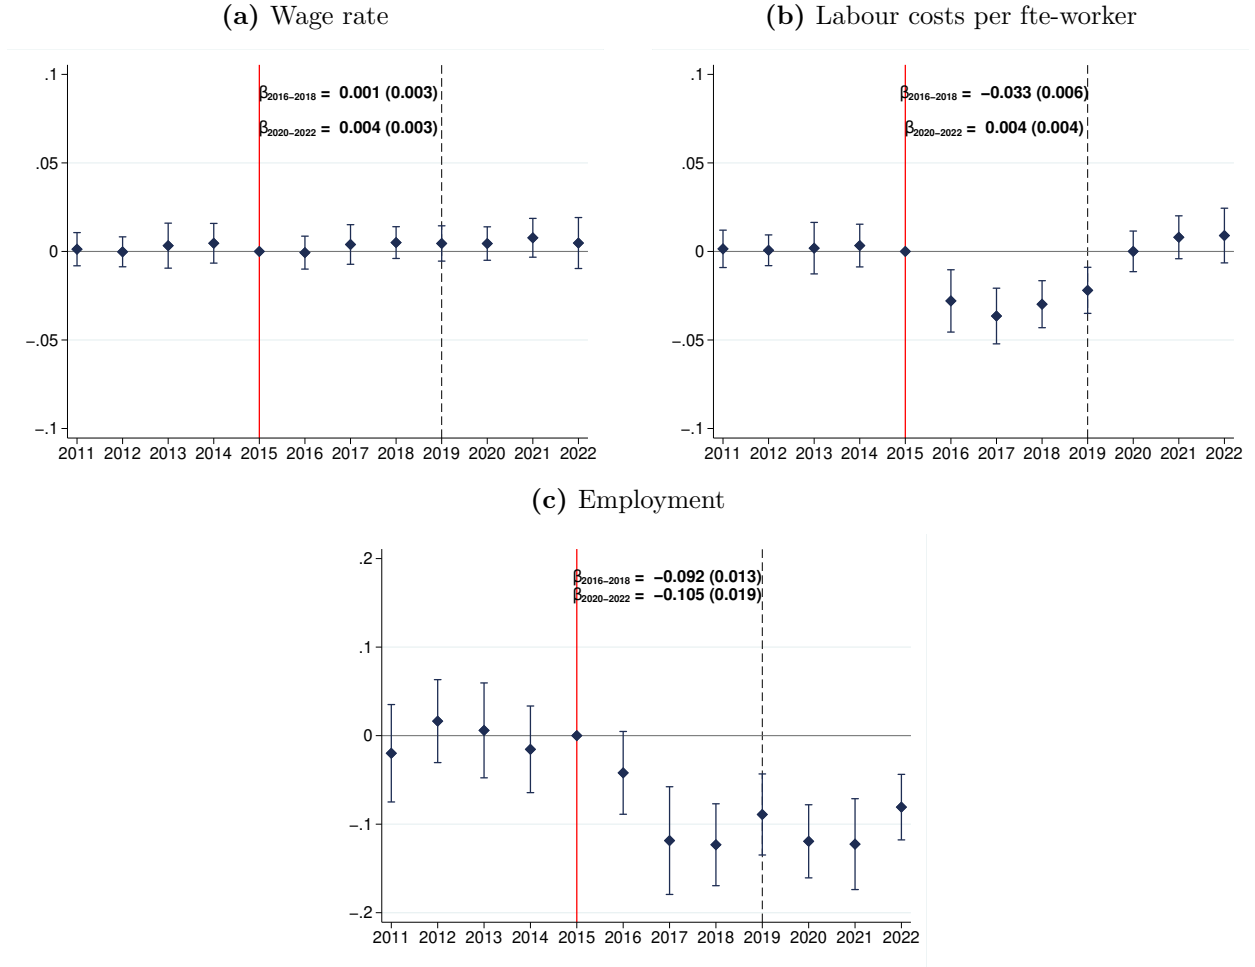 (a) Wage rate
(b) Labour costs per fte-worker
.1
.05
0
−.05
−.1
β2016−2018 = 0.001 (0.003)
β2020−2022 = 0.004 (0.003)
2011 2012 2013 2014 2015 2016 2017 2018 2019 2020 2021 2022
.1
.05
0
−.05
−.1
β2016−2018 = −0.033 (0.006)
β2020−2022 = 0.004 (0.004)
2011 2012 2013 2014 2015 2016 2017 2018 2019 2020 2021 2022
(c) Employment
.2
.1
0
−.1
−.2
β2016−2018 = −0.092 (0.013)
β2020−2022 = −0.105 (0.019)
2011 2012 2013 2014 2015 2016 2017 2018 2019 2020 2021 2022